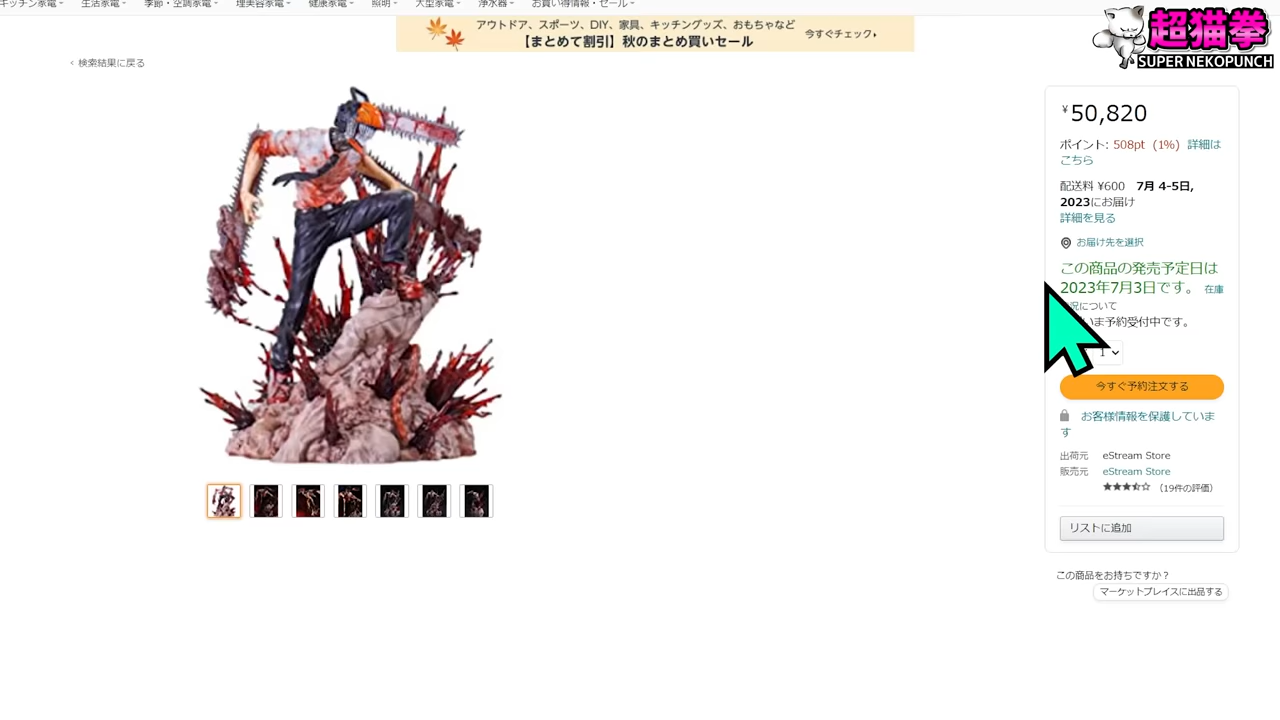 キッチン家電
生活家電
季節・空調家電
理美容家電
健康家電
照明
大型家電
浄水器
お買い得情報・セール
アウトドア、スポーツ、DIY、家具、キッチングッズ、おもちゃなど
【まとめて割引】秋のまとめ買いセール
今すぐチェック
超猫拳
SUPER NEKOPUNCH
‹ 検索結果に戻る
¥50,820
ポイント: 508pt (1%) 詳細は
こちら
配送料 ¥600 7月 4-5日,
2023にお届け
詳細を見る
お届け先を選択
この商品の発売予定日は
2023年7月3日です。 在庫
況について
いま予約受付中です。
1
今すぐ予約注文する
お客様情報を保護していま
す
出荷元 eStream Store
販売元 eStream Store
(19件の評価)
リストに追加
この商品をお持ちですか？
マーケットプレイスに出品する